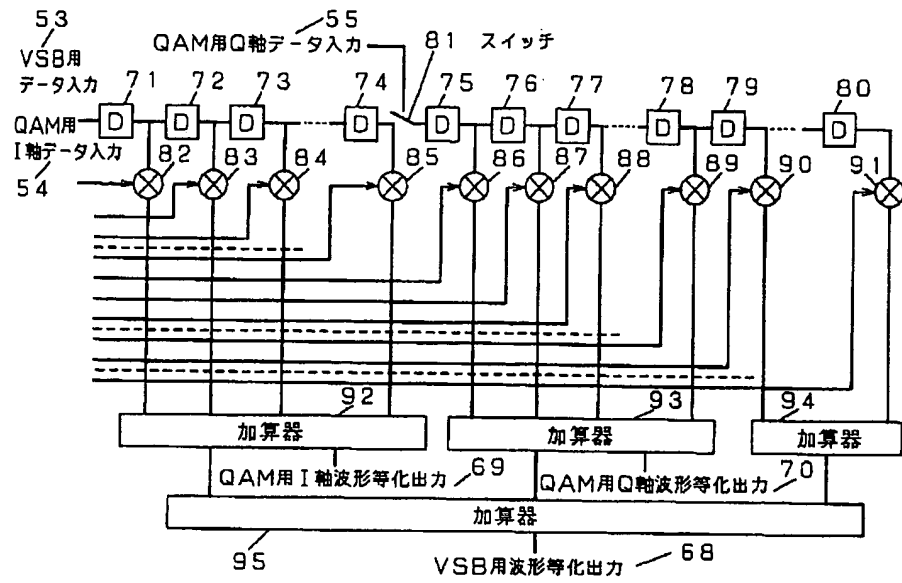 53
VSB用
データ入力
55
QAM用Q軸データ入力
81 スイッチ
71
72
73
74
75
76
77
78
79
80
D
D
D
D
D
D
D
D
D
D
QAM用
I軸データ入力
54
82
83
84
85
86
87
88
89
90
91
92
93
94
加算器
加算器
加算器
QAM用I軸波形等化出力
69
QAM用Q軸波形等化出力
70
加算器
95
VSB用波形等化出力
68